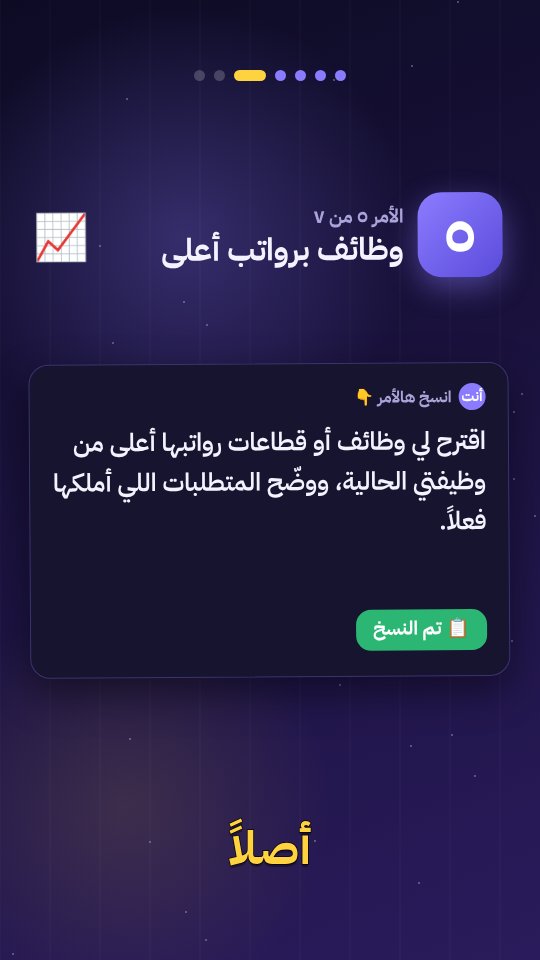 ٥
الأمر ٥ من ٧
وظائف برواتب أعلى
أنت
انسخ هالأمر 👇
اقترح لي وظائف أو قطاعات رواتبها أعلى من
وظيفتي الحالية، ووضّح المتطلبات اللي أملكها
فعلاً.
📋 تم النسخ
أصلاً